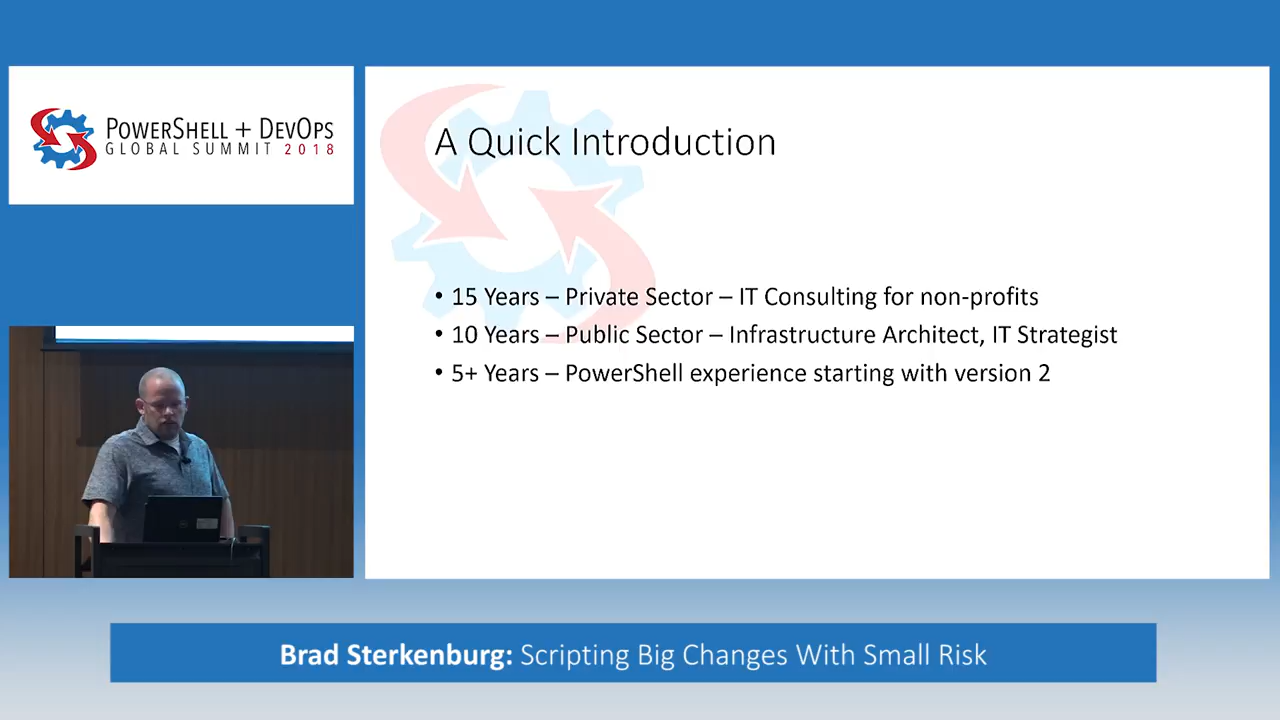 POWERSHELL + DEVOPS
GLOBAL SUMMIT 2018
A Quick Introduction
• 15 Years – Private Sector – IT Consulting for non-profits
• 10 Years – Public Sector – Infrastructure Architect, IT Strategist
• 5+ Years – PowerShell experience starting with version 2
Brad Sterkenburg: Scripting Big Changes With Small Risk